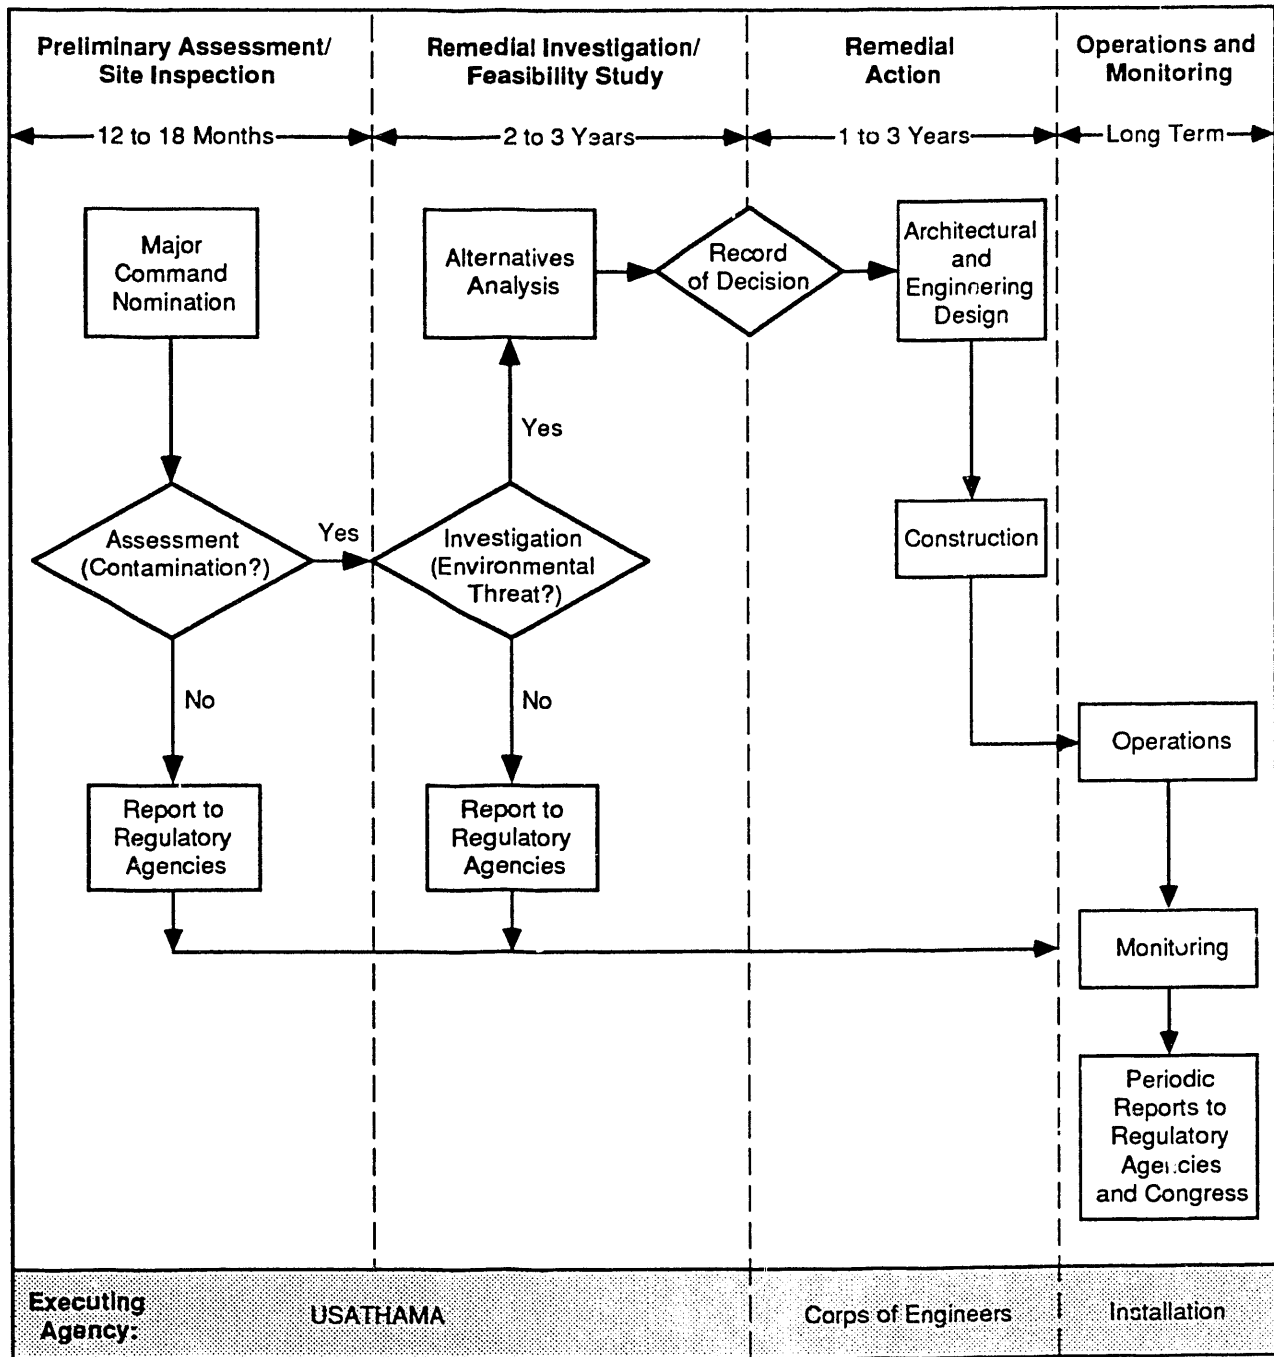 Preliminary Assessment/
Site Inspection
Remedial Investigation/
Feasibility Study
Remedial
Action
Operations and
Monitoring
12 to 18 Months
2 to 3 Years
1 to 3 Years
Long Term
Major
Command
Nomination
Alternatives
Analysis
Record
of Decision
Architectural
and
Engineering
Design
Yes
Assessment
(Contamination?)
Yes
Investigation
(Environmental
Threat?)
Construction
No
No
Operations
Report to
Regulatory
Agencies
Report to
Regulatory
Agencies
Monitoring
Periodic
Reports to
Regulatory
Agencies
and Congress
Executing
Agency:
USATHAMA
Corps of Engineers
Installation